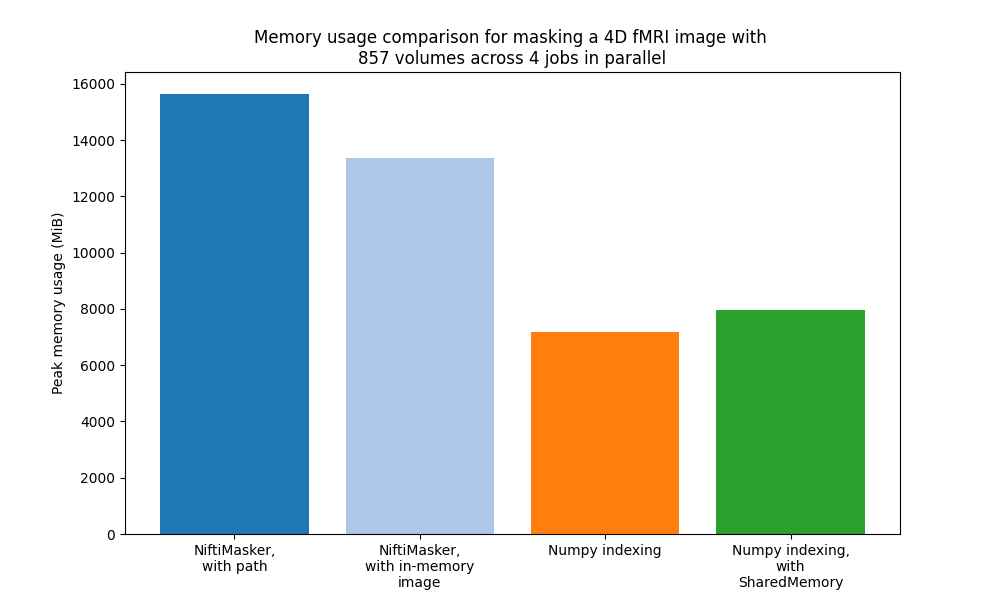 Memory usage comparison for masking a 4D fMRI image with
857 volumes across 4 jobs in parallel
Peak memory usage (MiB)
16000
14000
12000
10000
8000
6000
4000
2000
0
NiftiMasker,
with path
NiftiMasker,
with in-memory
image
Numpy indexing
Numpy indexing,
with
SharedMemory